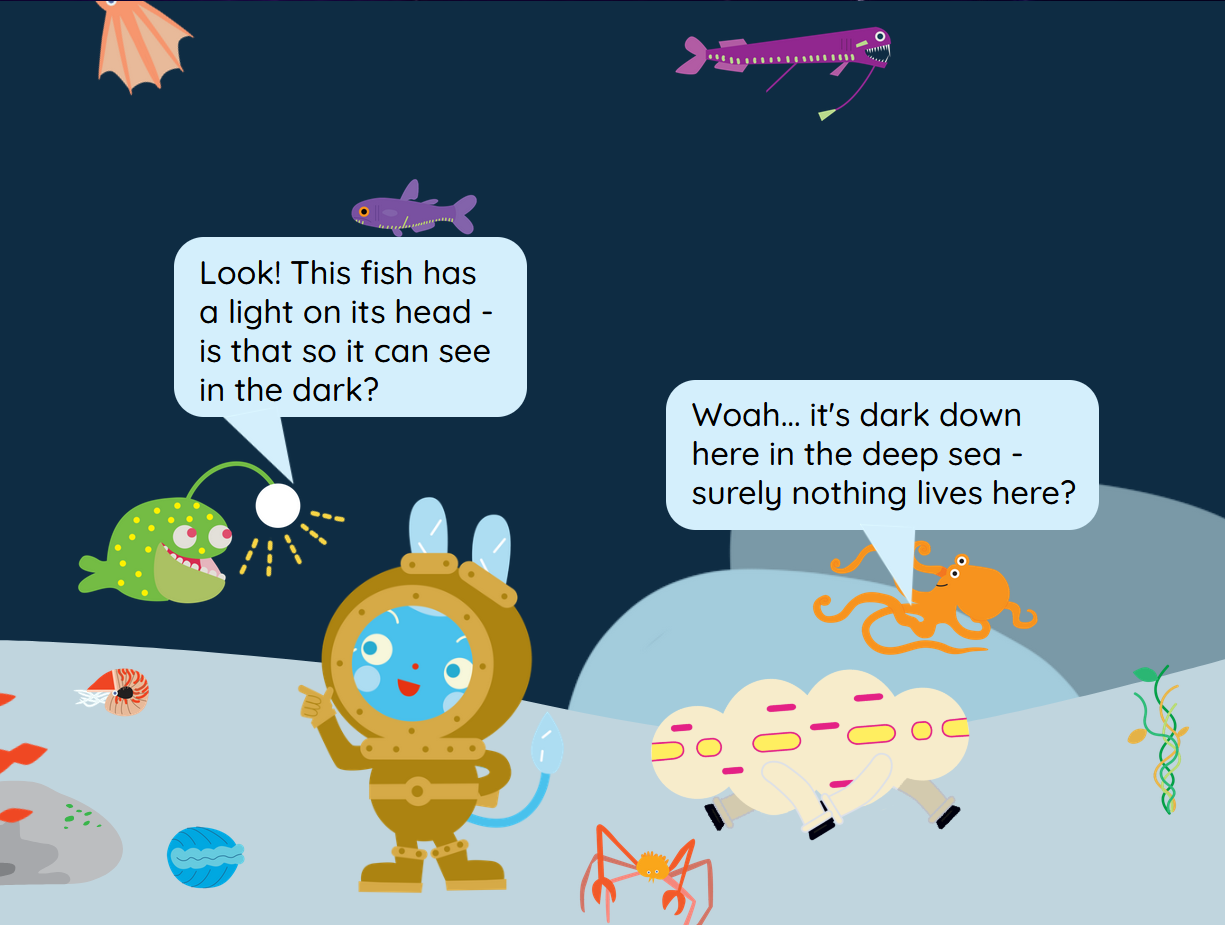 Look! This fish has
a light on its head -
is that so it can see
in the dark?
Woah... it's dark down
here in the deep sea -
surely nothing lives here?